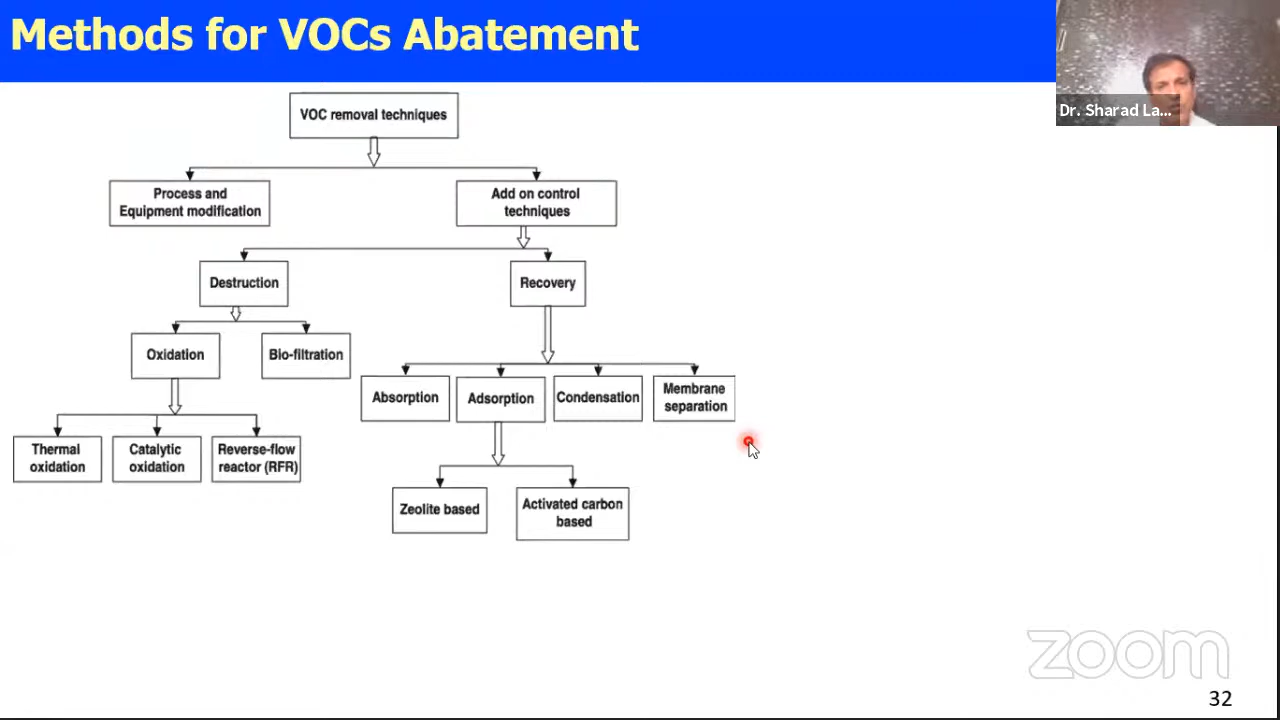 Methods for VOCs Abatement
Dr. Sharad La...
VOC removal techniques
Process and
Equipment modification
Add on control
techniques
Destruction
Recovery
Oxidation
Bio-filtration
Absorption
Adsorption
Condensation
Membrane
separation
Thermal
oxidation
Catalytic
oxidation
Reverse-flow
reactor (RFR)
Zeolite based
Activated carbon
based
zoom
32